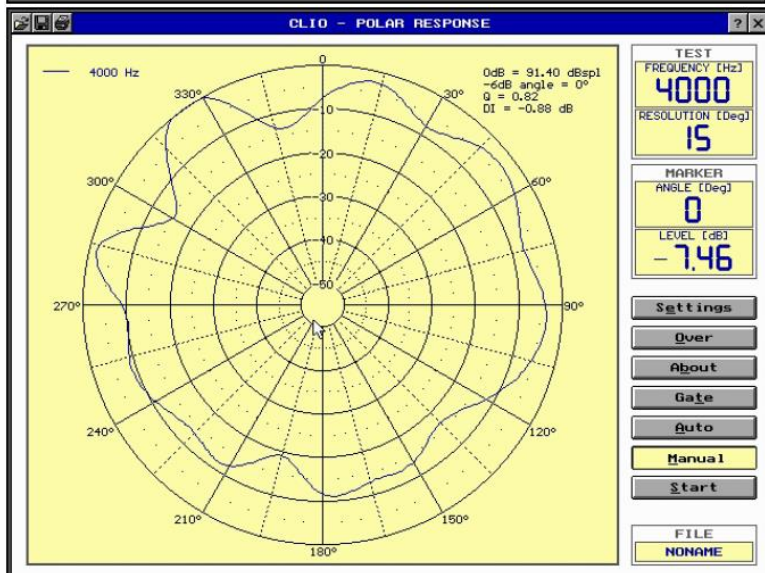 CLIO - POLAR RESPONSE
? ×
4000 Hz
0dB = 91.40 dBspl
-6dB angle = 0°
Q = 0.82
DI = -0.88 dB
0
30°
60°
90°
120°
150°
180°
210°
240°
270°
300°
330°
-10
-20
-30
-40
-50
TEST
FREQUENCY [Hz]
4000
RESOLUTION [Deg]
15
MARKER
ANGLE [Deg]
0
LEVEL [dB]
-7.46
Settings
Over
About
Gate
Auto
Manual
Start
FILE
NONAME